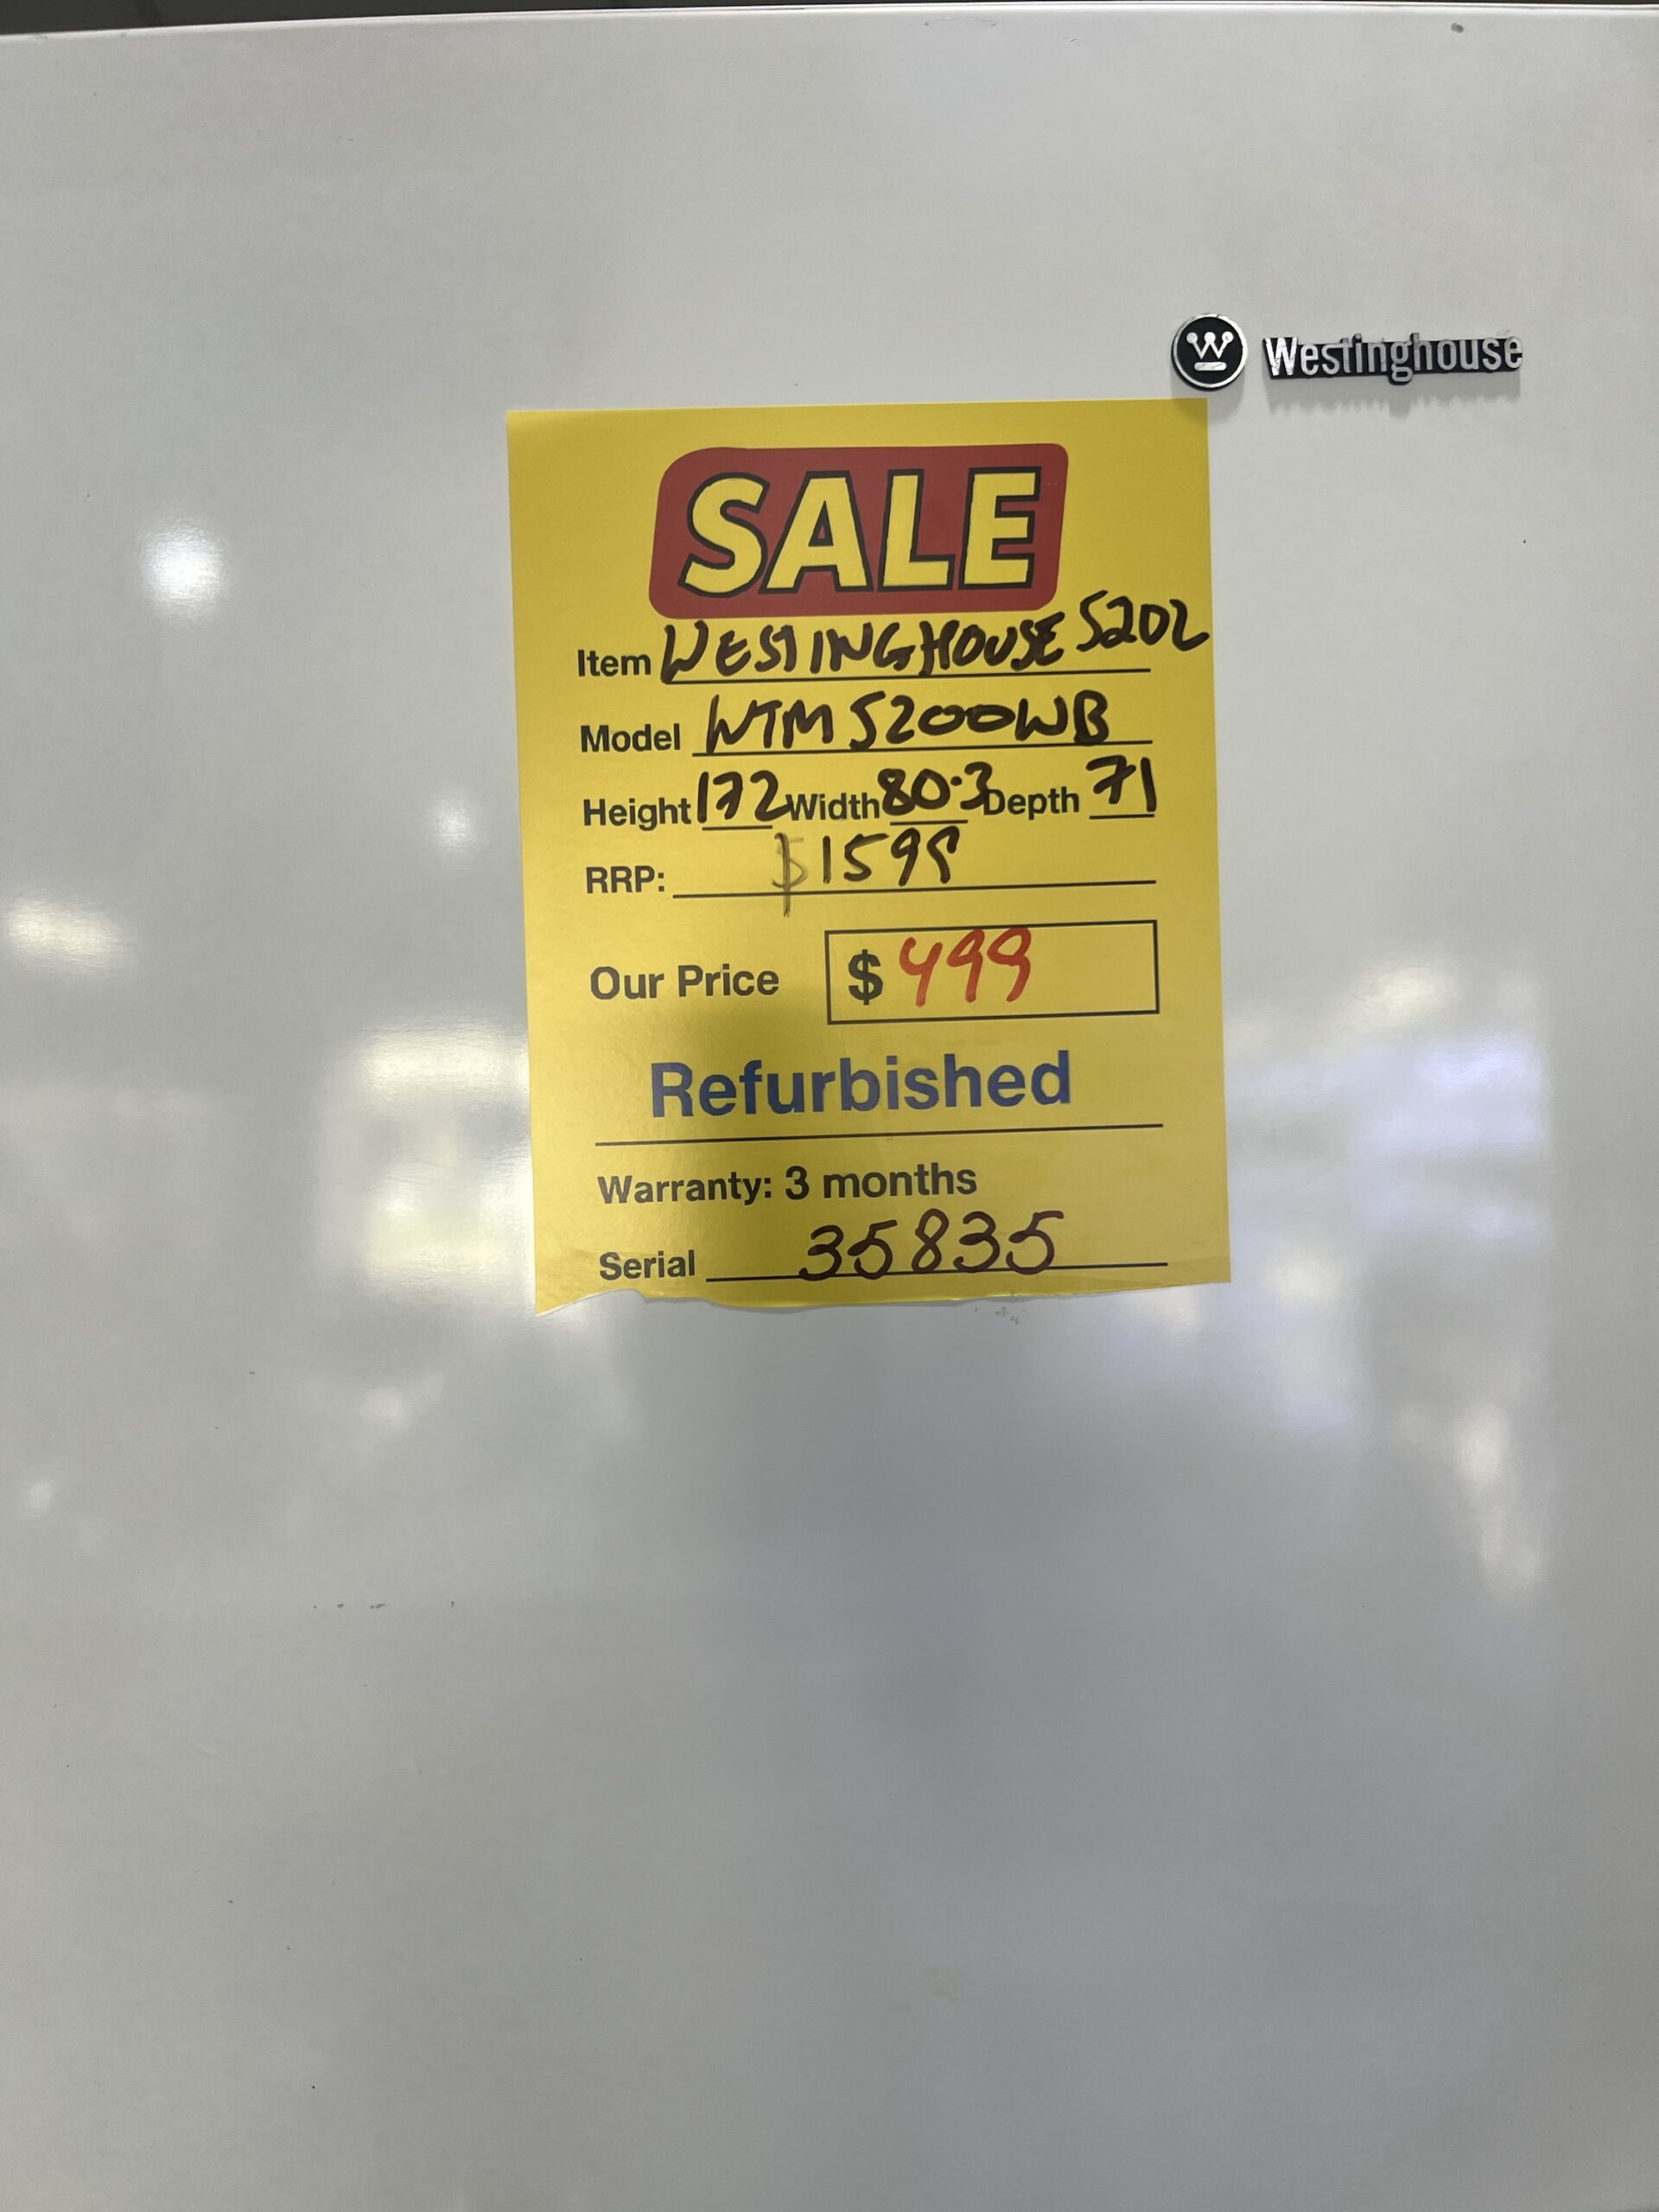 Westinghouse
SALE
Item WESTINGHOUSE 520L
Model WTM5200WB
Height 172 Width 80.3 Depth 71
RRP: $1599
Our Price $499
Refurbished
Warranty: 3 months
Serial 35835